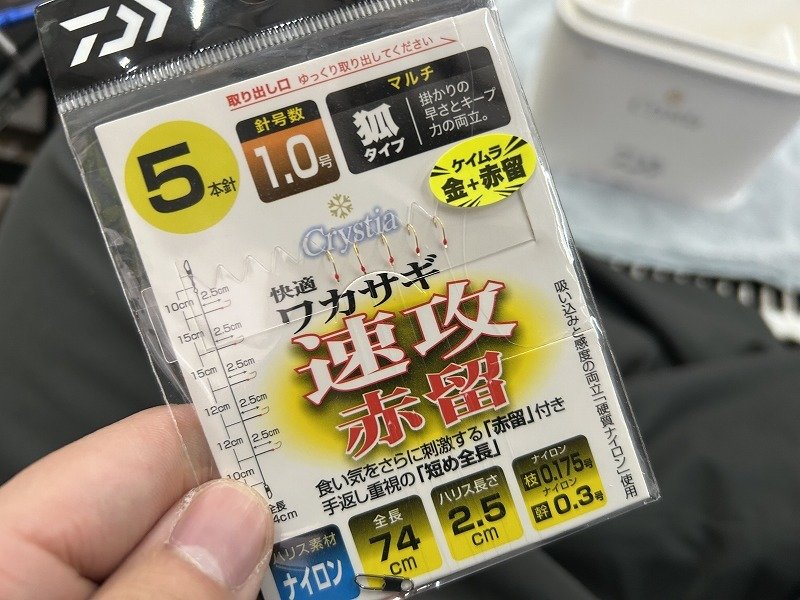 取り出し口 ゆっくり取り出してください
5本針
針号数
1.0号
マルチ
狐タイプ
掛かりの
早さとキープ
力の両立。
ケイムラ
金+赤留
Crystia
快適
ワカサギ
速攻
赤留
食い気をさらに刺激する「赤留」付き
手返し重視の「短め全長」
吸い込みと感度の両立「硬質ナイロン」使用
10cm
2.5cm
15cm
2.5cm
15cm
2.5cm
12cm
2.5cm
12cm
2.5cm
10cm
全長
4cm
ハリス素材
ナイロン
全長
74
cm
ハリス長さ
2.5
cm
ナイロン
枝0.175号
ナイロン
幹0.3号
Crystia